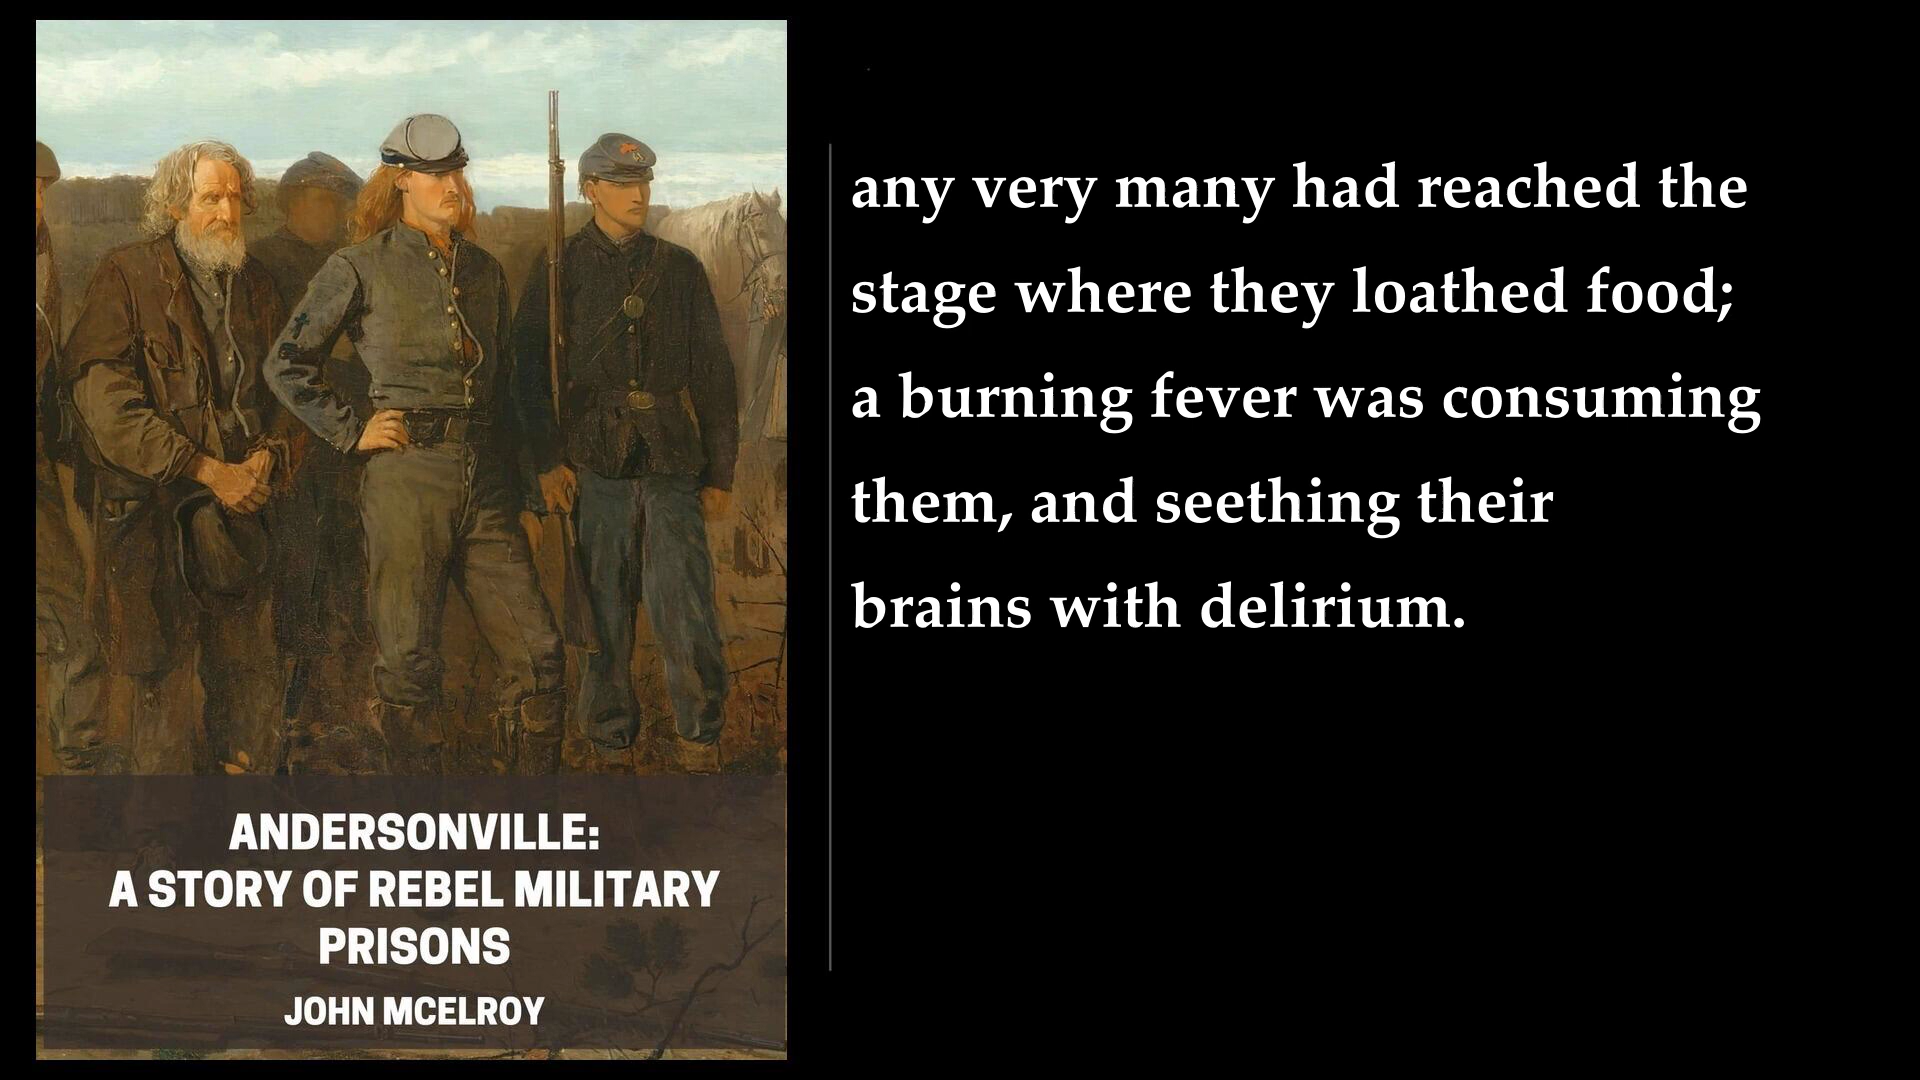 ANDERSONVILLE:
A STORY OF REBEL MILITARY
PRISONS
JOHN MCELROY
any very many had reached the
stage where they loathed food;
a burning fever was consuming
them, and seething their
brains with delirium.